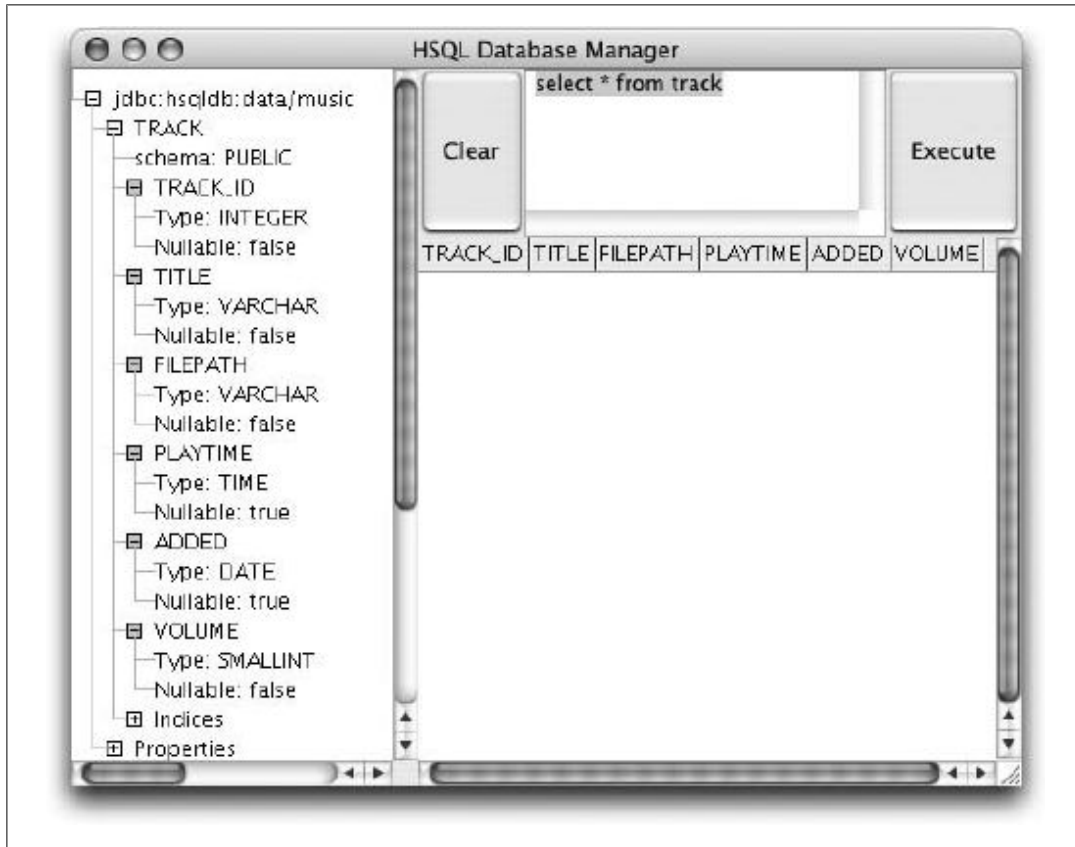 HSQL Database Manager
jdbc:hsqldb:data/music
TRACK
schema: PUBLIC
TRACK_ID
Type: INTEGER
Nullable: false
TITLE
Type: VARCHAR
Nullable: false
FILEPATH
Type: VARCHAR
Nullable: false
PLAYTIME
Type: TIME
Nullable: true
ADDED
Type: DATE
Nullable: true
VOLUME
Type: SMALLINT
Nullable: false
Indices
Properties
Clear
select * from track
Execute
TRACK_ID TITLE FILEPATH PLAYTIME ADDED VOLUME